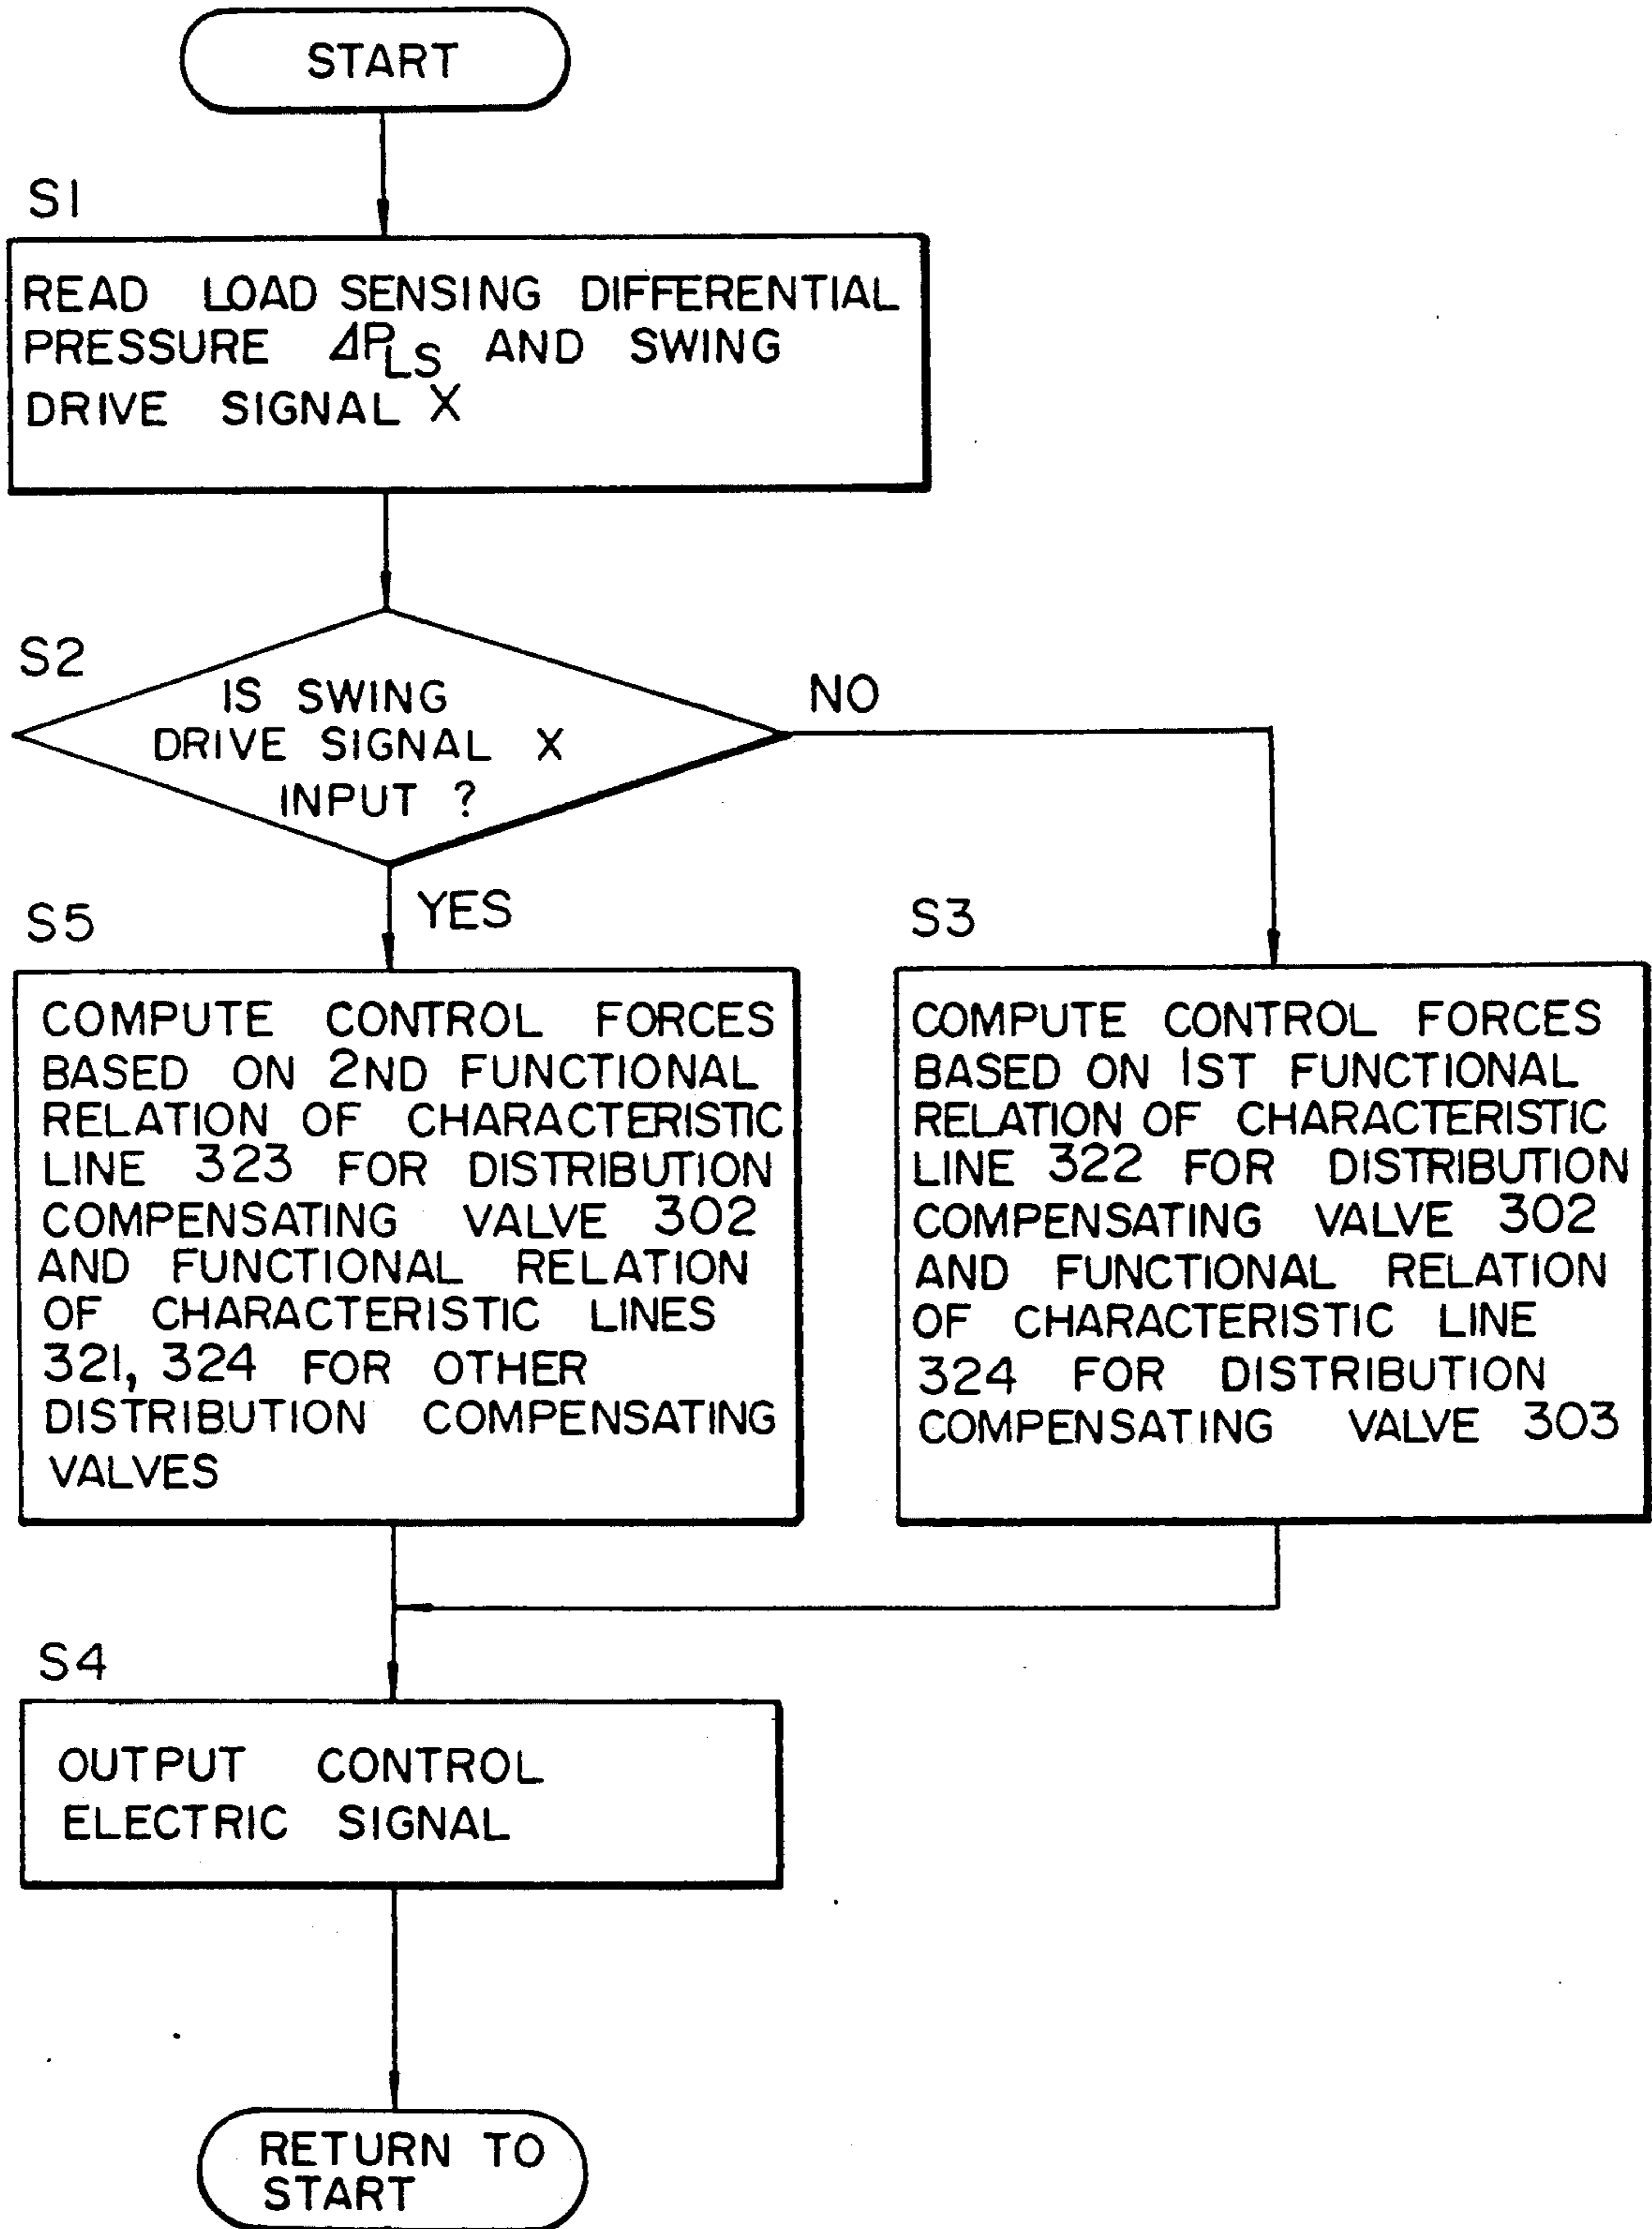 START
S1
READ LOAD SENSING DIFFERENTIAL
PRESSURE ΔPLS AND SWING
DRIVE SIGNAL X
S2
IS SWING
DRIVE SIGNAL X
INPUT ?
NO
YES
S5
COMPUTE CONTROL FORCES
BASED ON 2ND FUNCTIONAL
RELATION OF CHARACTERISTIC
LINE 323 FOR DISTRIBUTION
COMPENSATING VALVE 302
AND FUNCTIONAL RELATION
OF CHARACTERISTIC LINES
321, 324 FOR OTHER
DISTRIBUTION COMPENSATING
VALVES
S3
COMPUTE CONTROL FORCES
BASED ON 1ST FUNCTIONAL
RELATION OF CHARACTERISTIC
LINE 322 FOR DISTRIBUTION
COMPENSATING VALVE 302
AND FUNCTIONAL RELATION
OF CHARACTERISTIC LINE
324 FOR DISTRIBUTION
COMPENSATING VALVE 303
S4
OUTPUT CONTROL
ELECTRIC SIGNAL
RETURN TO
START